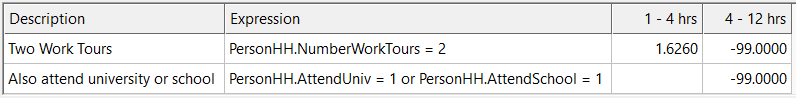 Description Expression 1 - 4 hrs 4 - 12 hrs
Two Work Tours PersonHH.NumberWorkTours = 2 1.6260 -99.0000
Also attend university or school PersonHH.AttendUniv = 1 or PersonHH.AttendSchool = 1 -99.0000